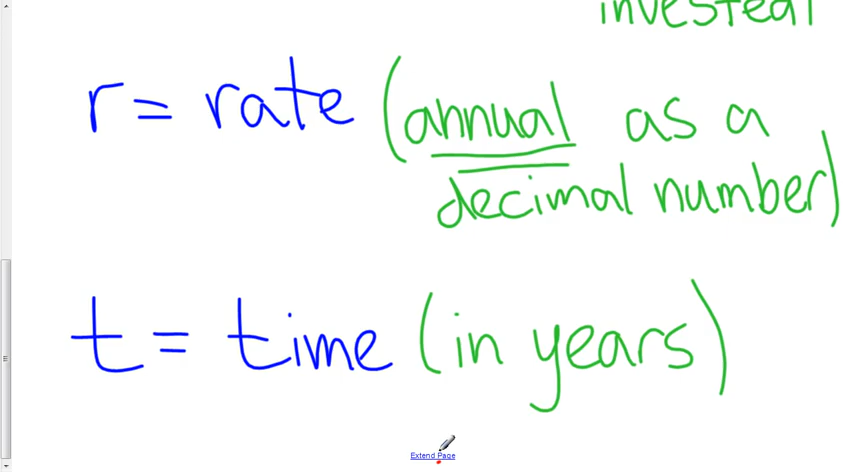 invested
r = rate (annual as a
decimal number)
t = time (in years)
Extend Page